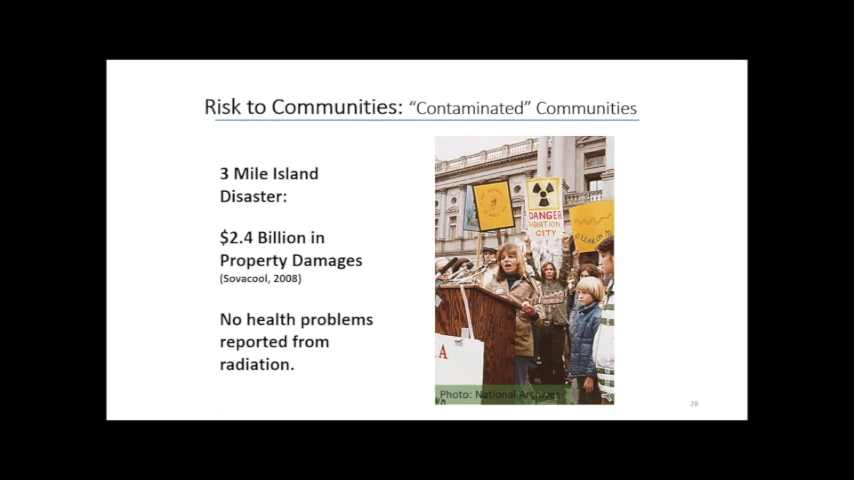 Risk to Communities: “Contaminated” Communities
3 Mile Island
Disaster:
$2.4 Billion in
Property Damages
(Sovacool, 2008)
No health problems
reported from
radiation.
DANGER
RADIATION
CITY
A
Photo: National Archives
28